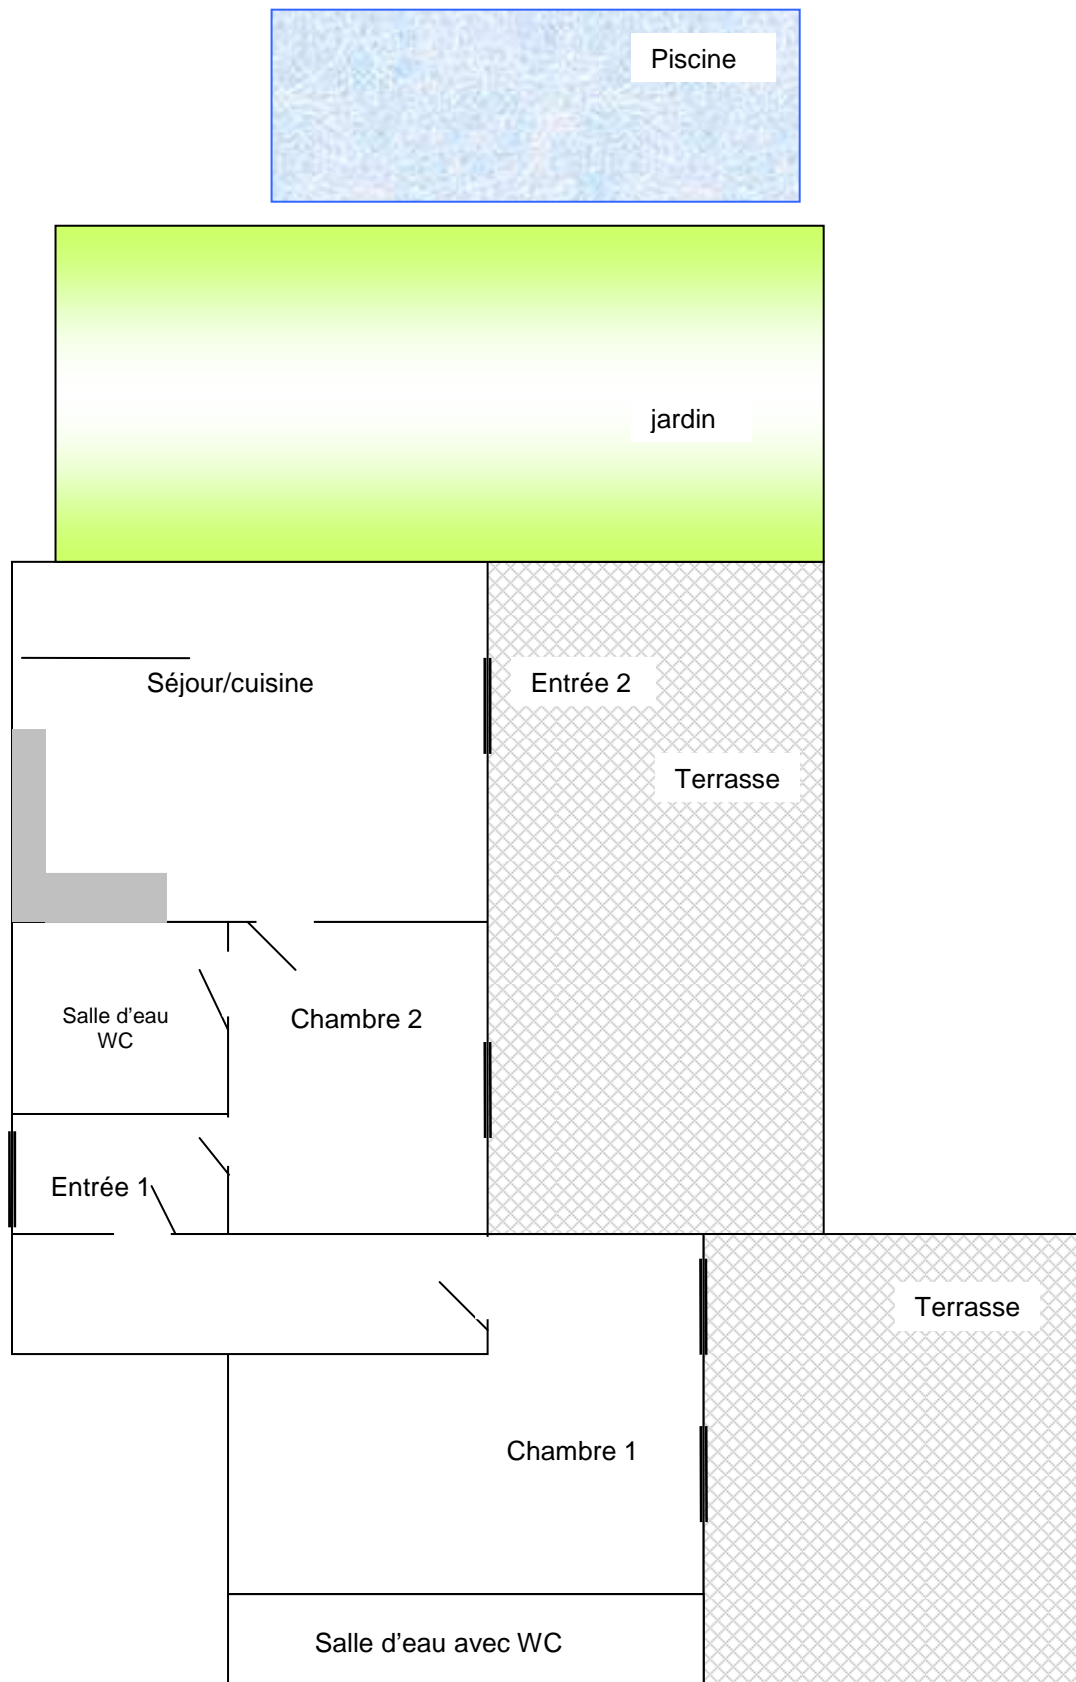 Piscine
jardin
Séjour/cuisine
Entrée 2
Terrasse
Salle d’eau
WC
Chambre 2
Entrée 1
Terrasse
Chambre 1
Salle d’eau avec WC